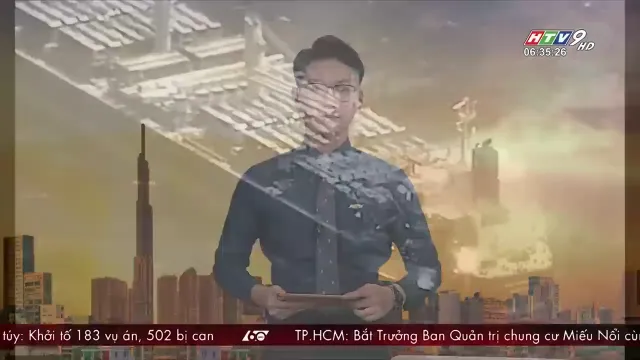 HTV9 HD
06:35:26
túy: Khởi tố 183 vụ án, 502 bị can 60 TP.HCM: Bắt Trưởng Ban Quản trị chung cư Miếu Nổi cù